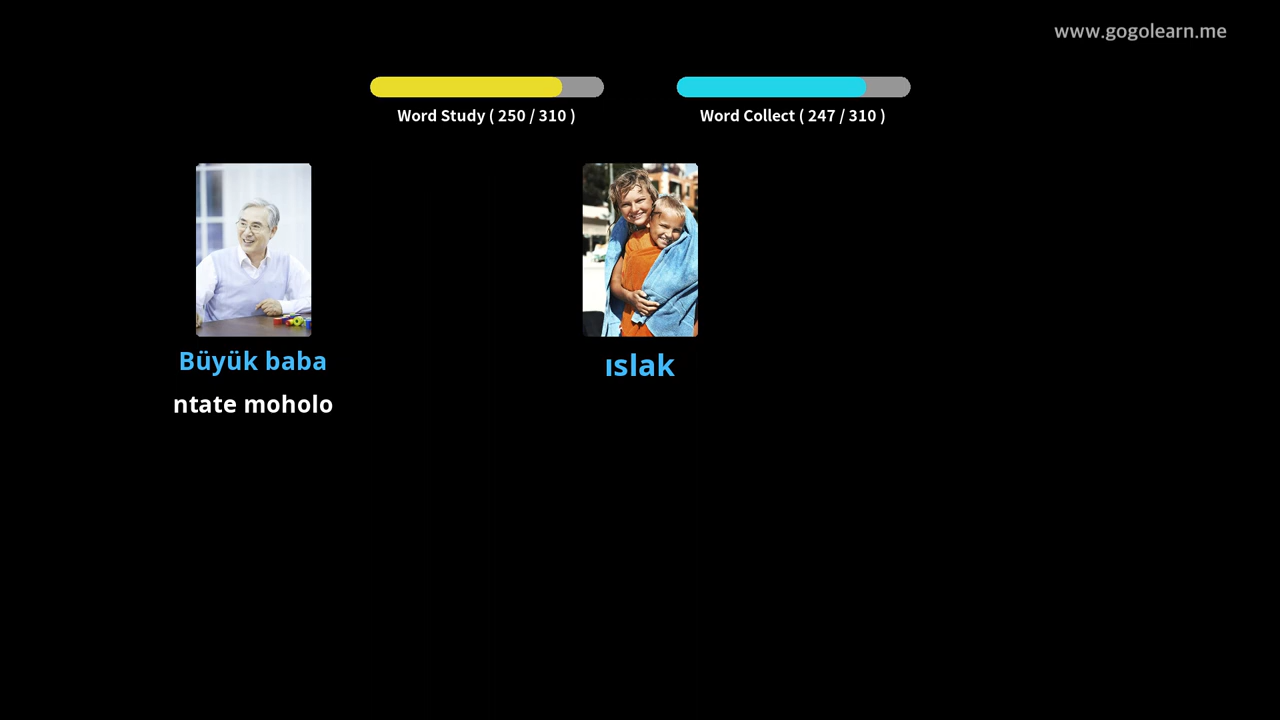 www.gogolearn.me
Word Study ( 250 / 310 )
Word Collect ( 247 / 310 )
Büyük baba
ıslak
ntate moholo